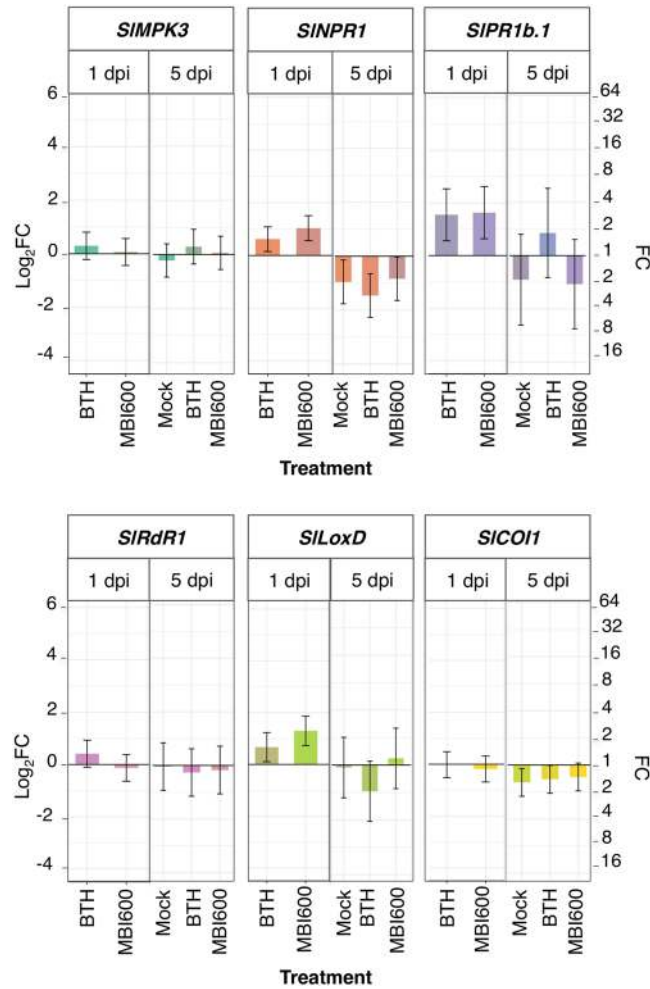 SlMPK3 SlNPR1 SlPR1b.1
1 dpi 5 dpi 1 dpi 5 dpi 1 dpi 5 dpi
6 64
32
4 16
8
2 4
2
0 1
2
-2 4
8
-4 16
Log2FC FC
BTH MBI600 Mock BTH MBI600 BTH MBI600 Mock BTH MBI600 BTH MBI600 Mock BTH MBI600
Treatment
SlRdR1 SlLoxD SlCOI1
1 dpi 5 dpi 1 dpi 5 dpi 1 dpi 5 dpi
6 64
32
4 16
8
2 4
2
0 1
2
-2 4
8
-4 16
Log2FC FC
BTH MBI600 Mock BTH MBI600 BTH MBI600 Mock BTH MBI600 BTH MBI600 Mock BTH MBI600
Treatment